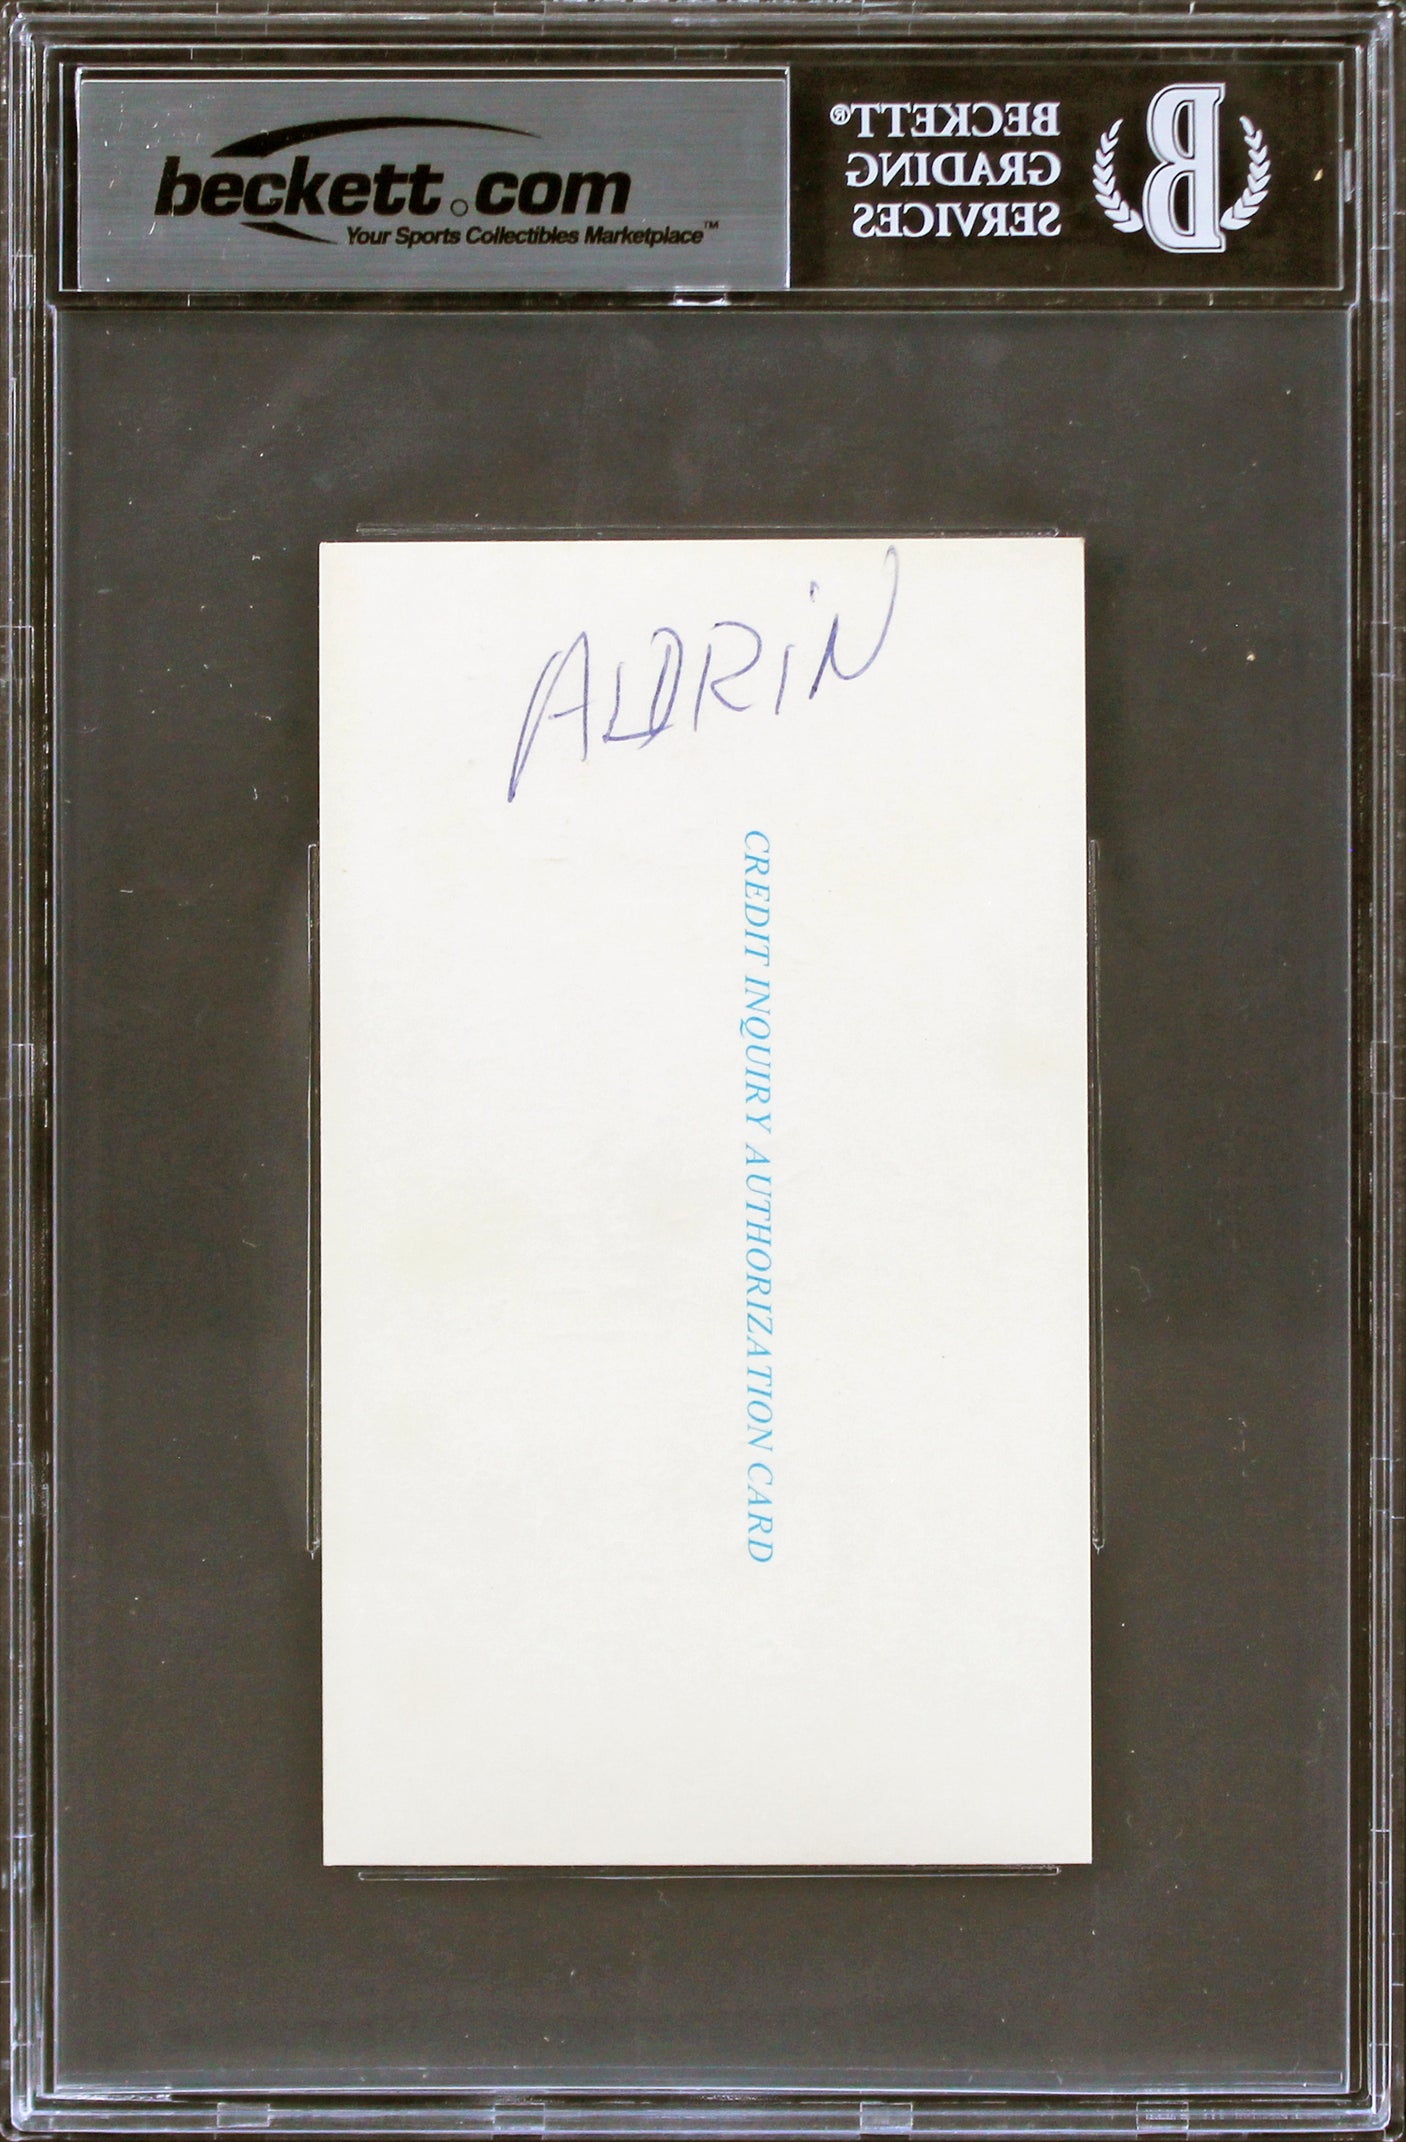 beckett.com
Your Sports Collectibles Marketplace™
BECKETT®
GRADING
SERVICES
B
ALDRIN
CREDIT INQUIRY AUTHORIZATION CARD